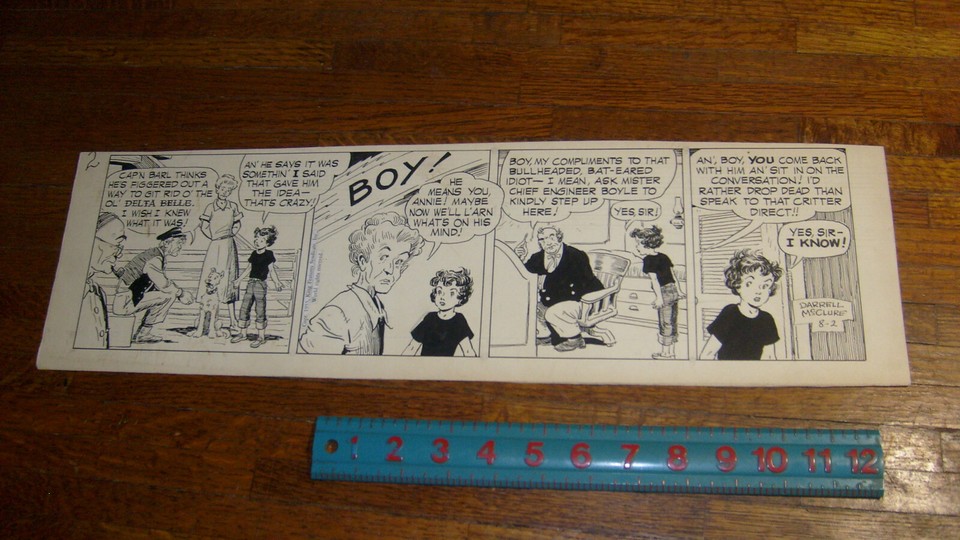 2
CAP'N BARL THINKS
HE'S FIGGERED OUT A
WAY TO GIT RID O' THE
OL' DELTA BELLE.
I WISH I KNEW
WHAT IT WAS!
AN' HE SAYS IT WAS
SOMETHIN' I SAID
THAT GAVE HIM
THE IDEA—
THAT'S CRAZY!
BOY!
HE
MEANS YOU,
ANNIE! MAYBE
NOW WE'LL L'ARN
WHAT'S ON HIS
MIND!
BOY, MY COMPLIMENTS TO THAT
BULLHEADED, BAT-EARED
IDIOT— I MEAN, ASK MISTER
CHIEF ENGINEER BOYLE TO
KINDLY STEP UP
HERE!
YES, SIR!
AN', BOY, YOU COME BACK
WITH HIM AN' SIT IN ON THE
CONVERSATION! I'D
RATHER DROP DEAD THAN
SPEAK TO THAT CRITTER
DIRECT!!
YES, SIR—
I KNOW!
DARRELL
McCLURE
8-2
1 2 3 4 5 6 7 8 9 10 11 12